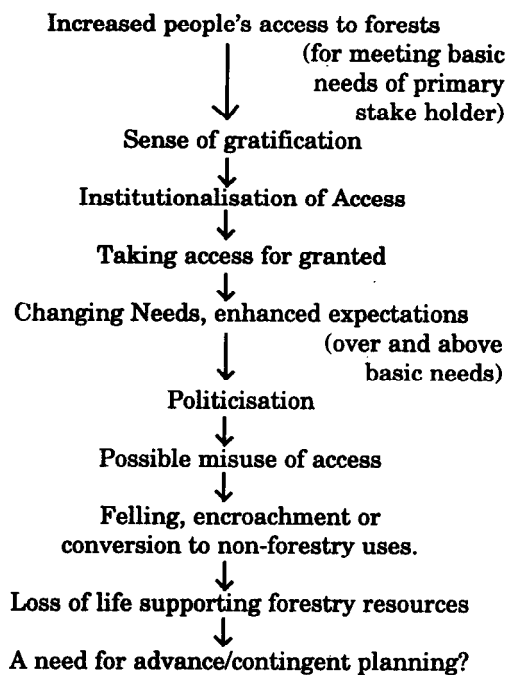 Increased people's access to forests
(for meeting basic
needs of primary
stake holder)
Sense of gratification
Institutionalisation of Access
Taking access for granted
Changing Needs, enhanced expectations
(over and above
basic needs)
Politicisation
Possible misuse of access
Felling, encroachment or
conversion to non-forestry uses.
Loss of life supporting forestry resources
A need for advance/contingent planning?